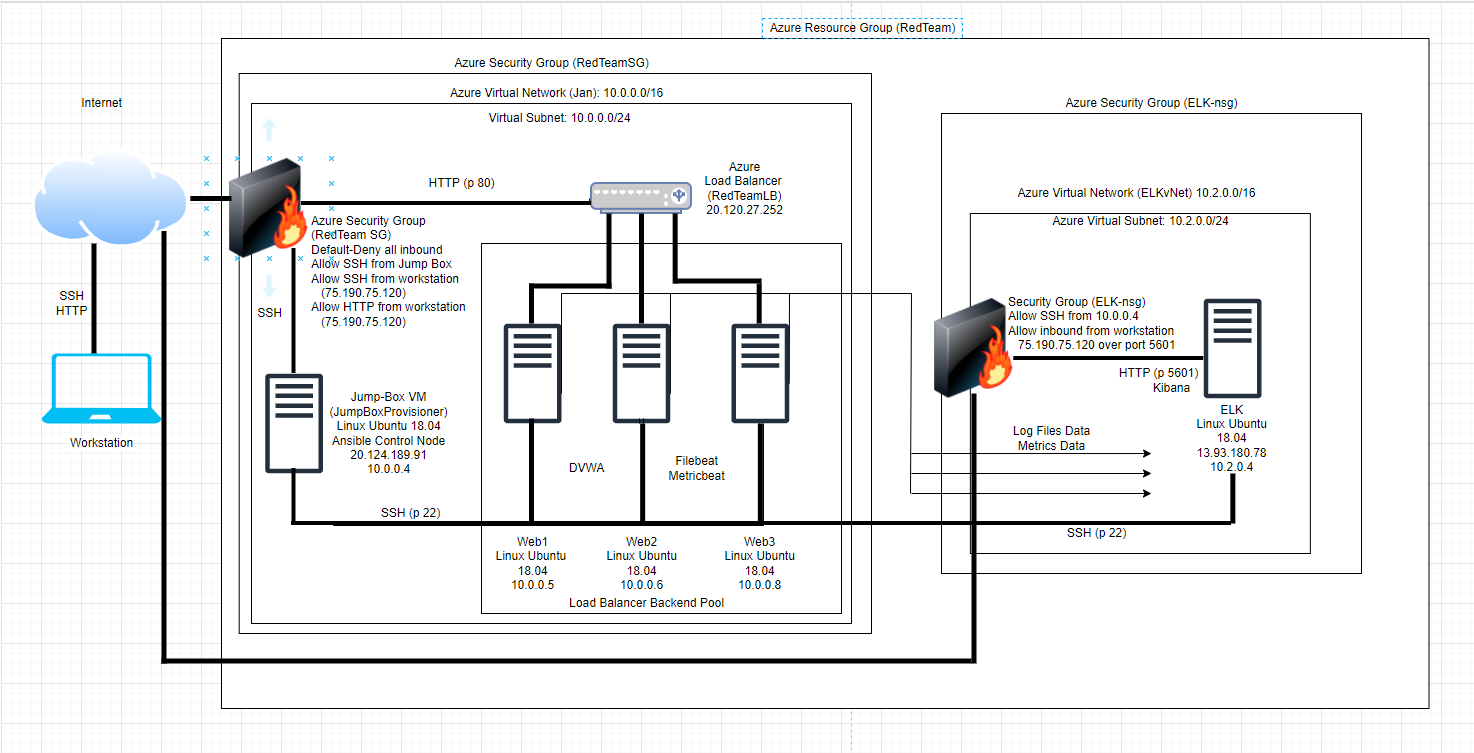 Azure Resource Group (RedTeam)
Azure Security Group (RedTeamSG)
Azure Virtual Network (Jan): 10.0.0.0/16
Virtual Subnet: 10.0.0.0/24
Internet
SSH
HTTP
Workstation
HTTP (p 80)
Azure
Load Balancer
(RedTeamLB)
20.120.27.252
Azure Security Group
(RedTeam SG)
Default-Deny all inbound
Allow SSH from Jump Box
Allow SSH from workstation
(75.190.75.120)
Allow HTTP from workstation
(75.190.75.120)
SSH
Jump-Box VM
(JumpBoxProvisioner)
Linux Ubuntu 18.04
Ansible Control Node
20.124.189.91
10.0.0.4
DVWA
Filebeat
Metricbeat
SSH (p 22)
Web1
Linux Ubuntu
18.04
10.0.0.5
Web2
Linux Ubuntu
18.04
10.0.0.6
Web3
Linux Ubuntu
18.04
10.0.0.8
Load Balancer Backend Pool
Azure Security Group (ELK-nsg)
Azure Virtual Network (ELKvNet) 10.2.0.0/16
Azure Virtual Subnet: 10.2.0.0/24
Security Group (ELK-nsg)
Allow SSH from 10.0.0.4
Allow inbound from workstation
75.190.75.120 over port 5601
HTTP (p 5601)
Kibana
ELK
Linux Ubuntu
18.04
13.93.180.78
10.2.0.4
Log Files Data
Metrics Data
SSH (p 22)